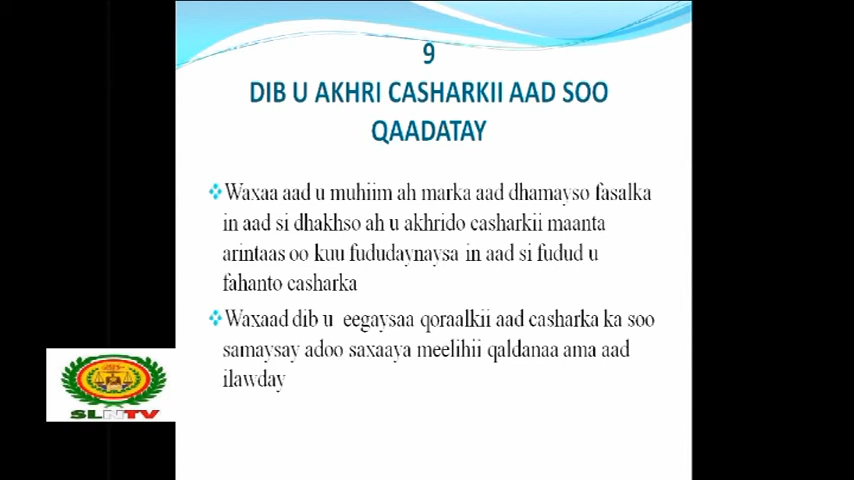 9
DIB U AKHRI CASHARKII AAD SOO
QAADATAY
Waxaa aad u muhiim ah marka aad dhamayso fasalka
in aad si dhakhso ah u akhrido casharkii maanta
arintaas oo kuu fududaynaysa in aad si fudud u
fahanto casharka
Waxaad dib u eegaysaa qoraalkii aad casharka ka soo
samaysay adoo saxaaya meelihii qaldanaa ama aad
ilawday
SLNTV